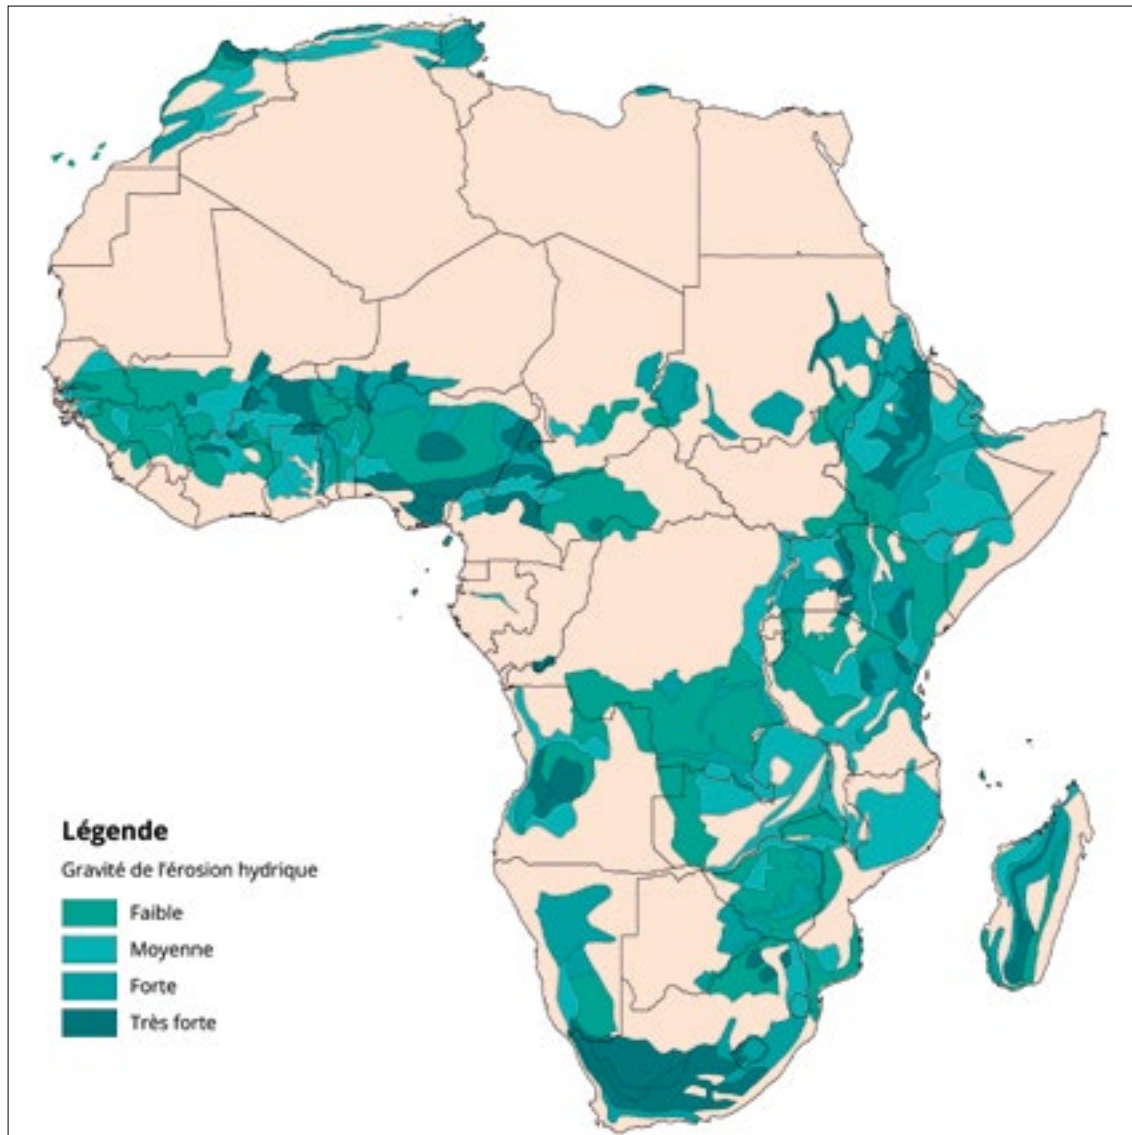 Légende
Gravité de l'érosion hydrique
Faible
Moyenne
Forte
Très forte